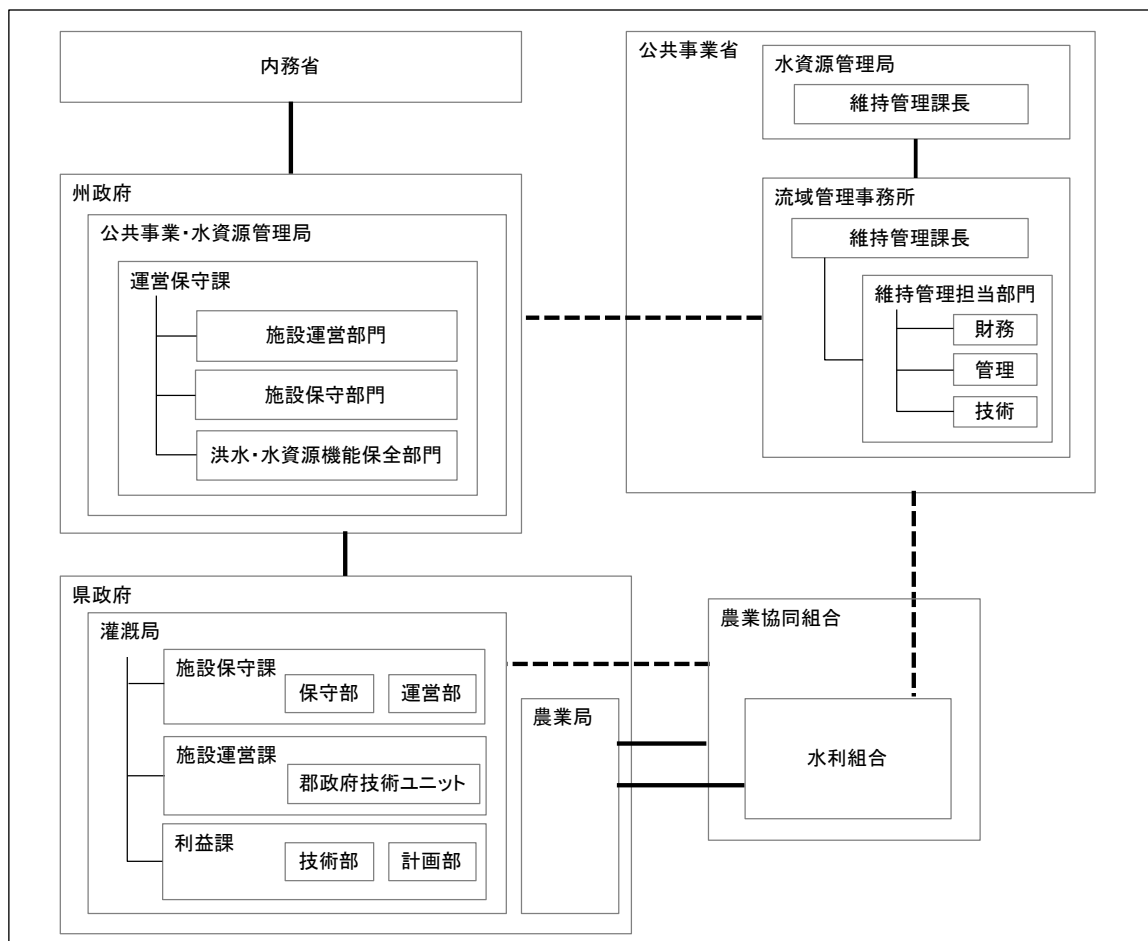 内務省
州政府
公共事業・水資源管理局
運営保守課
施設運営部門
施設保守部門
洪水・水資源機能保全部門
公共事業省
水資源管理局
維持管理課長
流域管理事務所
維持管理課長
維持管理担当部門
財務
管理
技術
県政府
灌漑局
施設保守課
保守部
運営部
施設運営課
郡政府技術ユニット
利益課
技術部
計画部
農業局
農業協同組合
水利組合